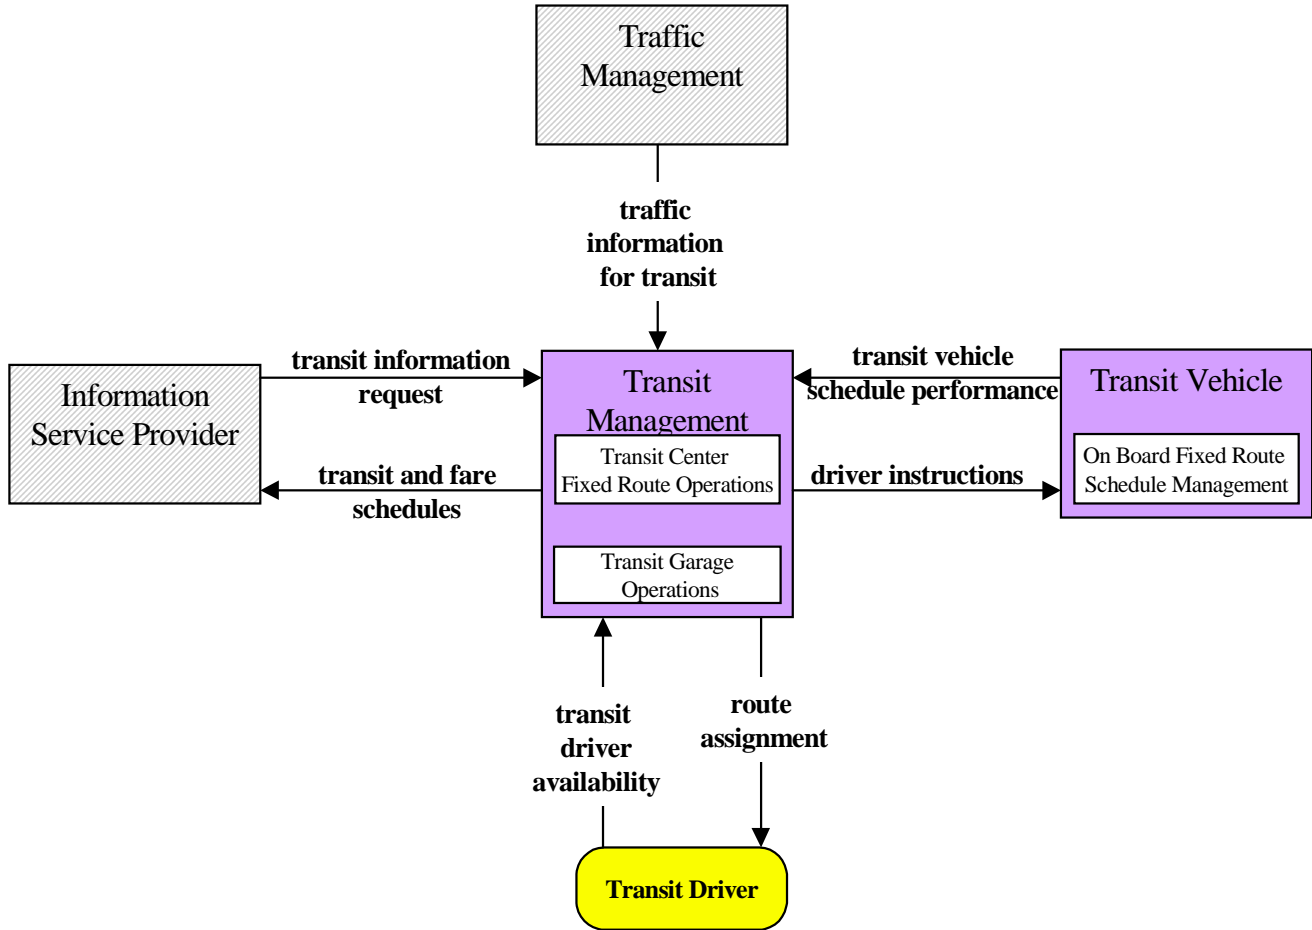 Traffic
Management
traffic
information
for transit
transit information
request
transit vehicle
schedule performance
Information
Service Provider
Transit
Management
Transit Vehicle
Transit Center
Fixed Route Operations
On Board Fixed Route
Schedule Management
transit and fare
schedules
driver instructions
Transit Garage
Operations
transit
driver
availability
route
assignment
Transit Driver